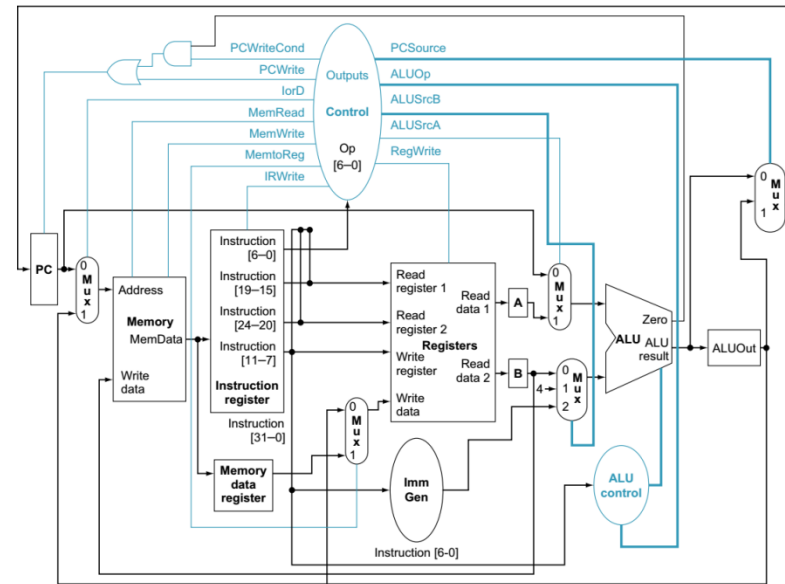 PCWriteCond
PCSource
PCWrite
Outputs
ALUOp
IorD
ALUSrcB
MemRead
Control
ALUSrcA
MemWrite
Op
MemtoReg
[6–0]
RegWrite
IRWrite
0
M
u
x
1
PC
0
M
u
x
1
Address
Memory
MemData
Write
data
Instruction
[6–0]
Instruction
[19–15]
Instruction
[24–20]
Instruction
[11–7]
Instruction
register
Instruction
[31–0]
Memory
data
register
0
M
u
x
1
Read
register 1
Read
register 2
Write
register
Write
data
Registers
Read
data 1
Read
data 2
A
B
0
M
u
x
1
0
4
1
2
M
u
x
Imm
Gen
Zero
ALU
ALU
result
ALUOut
ALU
control
Instruction [6-0]